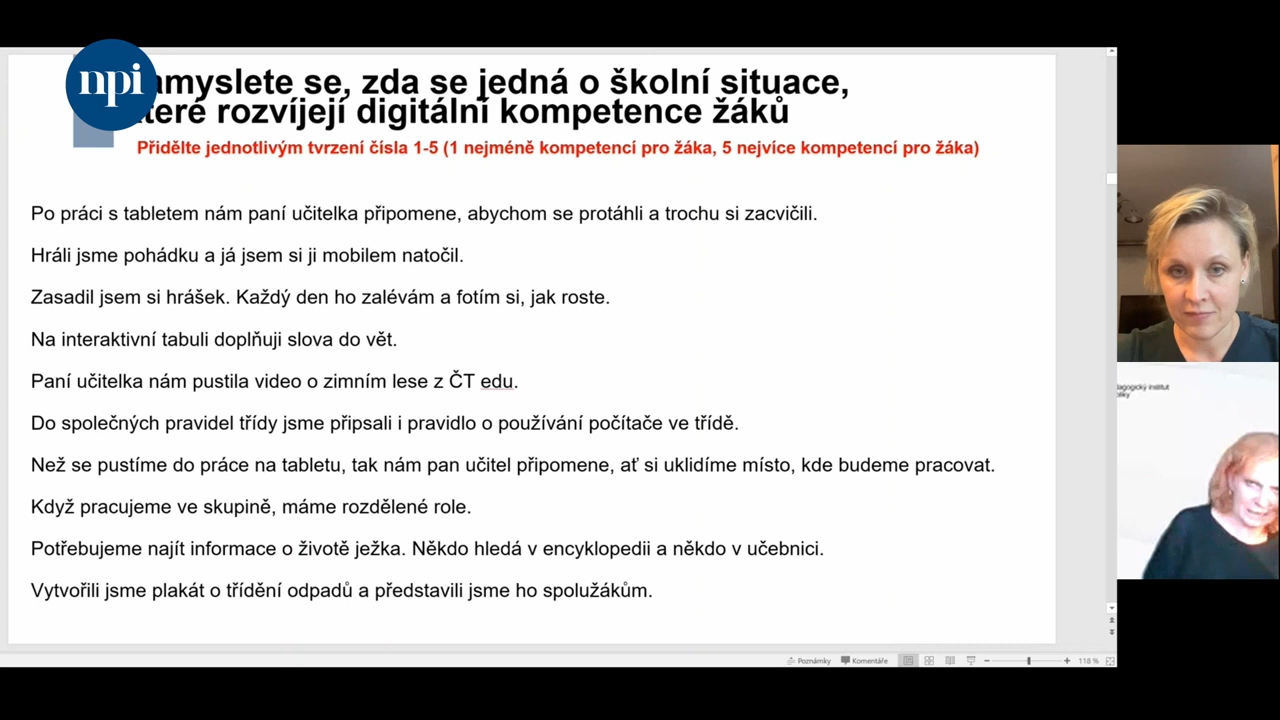 npi
amyslete se, zda se jedná o školní situace,
teré rozvíjejí digitální kompetence žáků
Přidělte jednotlivým tvrzení čísla 1-5 (1 nejméně kompetencí pro žáka, 5 nejvíce kompetencí pro žáka)
Po práci s tabletem nám paní učitelka připomene, abychom se protáhli a trochu si zacvičili.
Hráli jsme pohádku a já jsem si ji mobilem natočil.
Zasadil jsem si hrášek. Každý den ho zalévám a fotím si, jak roste.
Na interaktivní tabuli doplňuji slova do vět.
Paní učitelka nám pustila video o zimním lese z ČT edu.
Do společných pravidel třídy jsme připsali i pravidlo o používání počítače ve třídě.
Než se pustíme do práce na tabletu, tak nám pan učitel připomene, ať si uklidíme místo, kde budeme pracovat.
Když pracujeme ve skupině, máme rozdělené role.
Potřebujeme najít informace o životě ježka. Někdo hledá v encyklopedii a někdo v učebnici.
Vytvořili jsme plakát o třídění odpadů a představili jsme ho spolužákům.
Poznámky Komentáře 118 %
dagogický institut